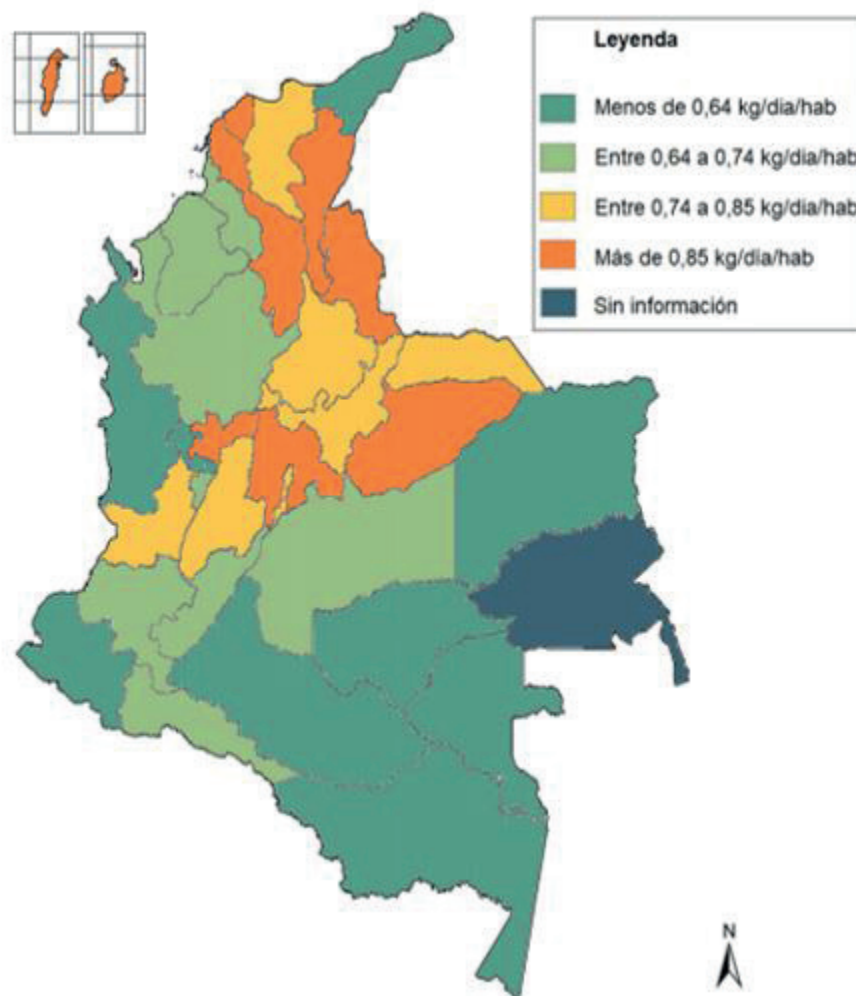 Leyenda
Menos de 0,64 kg/dia/hab
Entre 0,64 a 0,74 kg/dia/hab
Entre 0,74 a 0,85 kg/dia/hab
Más de 0,85 kg/dia/hab
Sin información
N